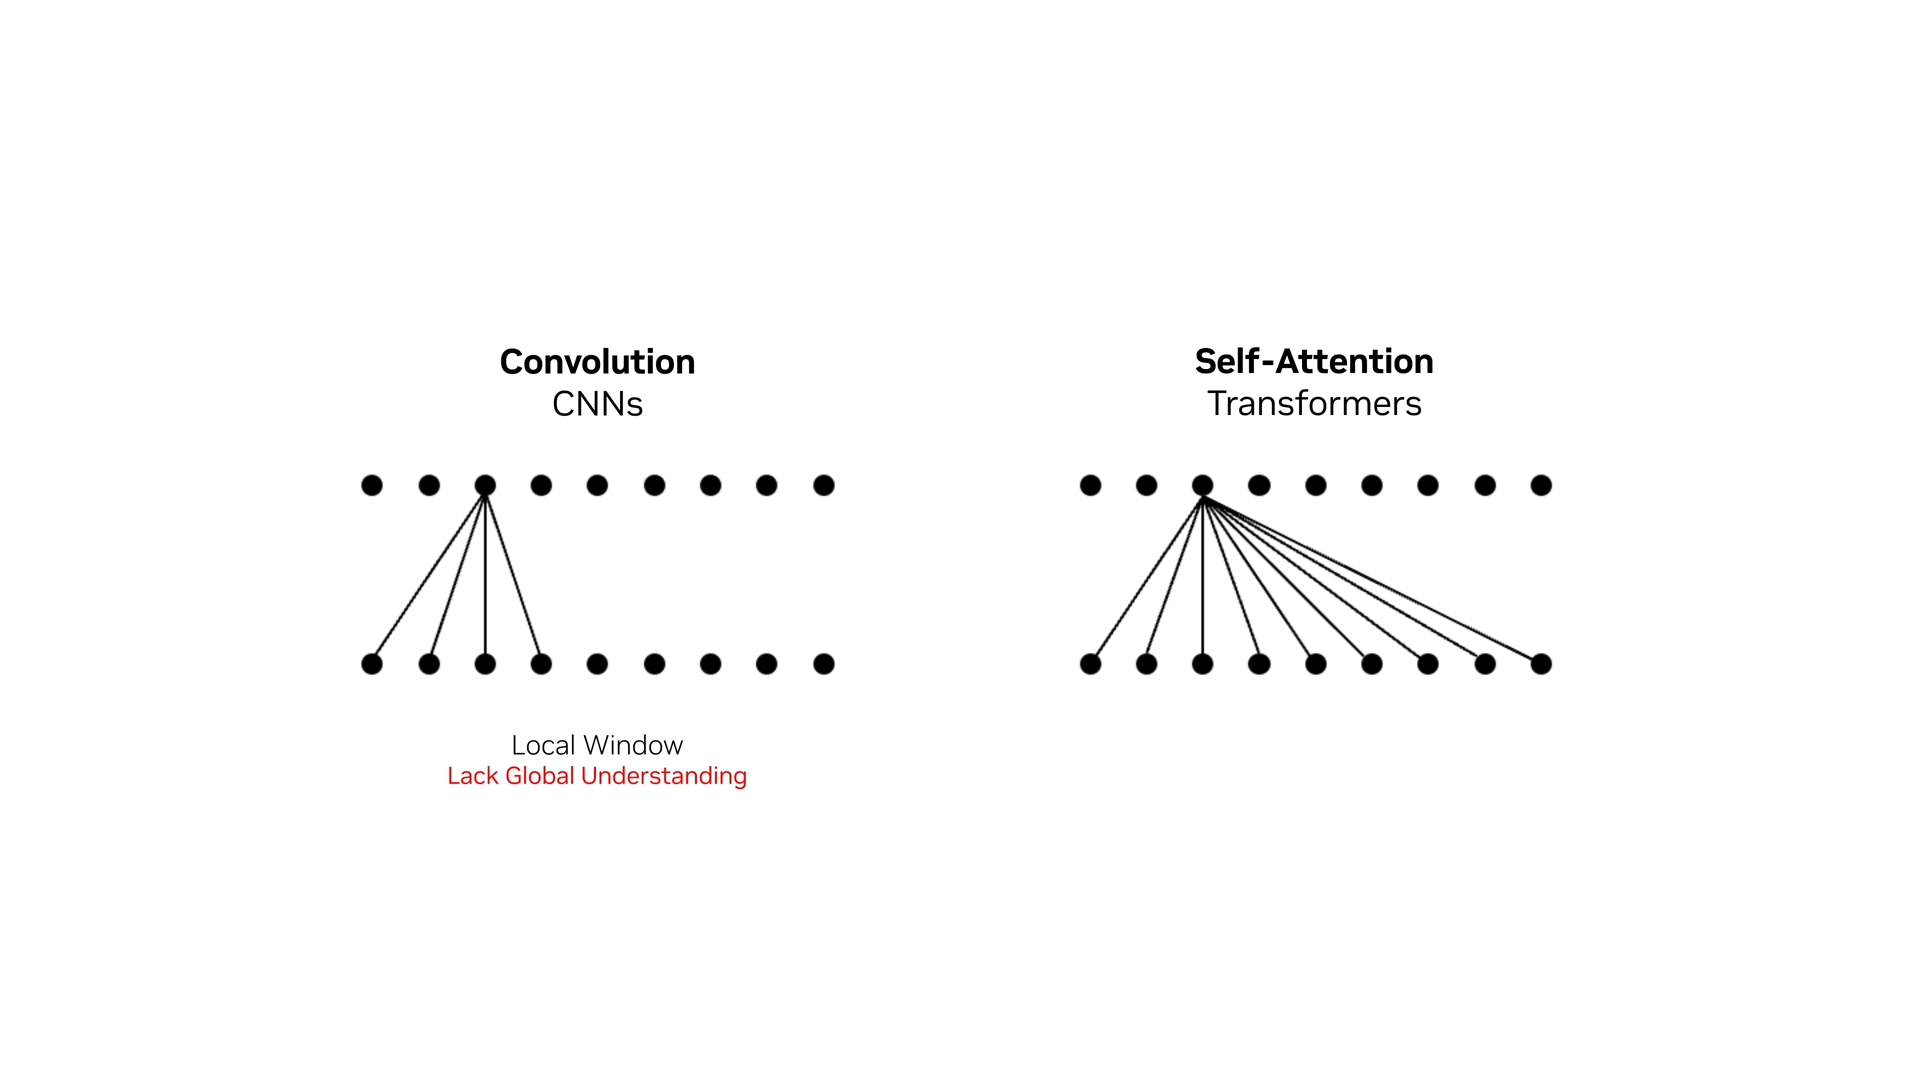 Convolution
CNNs
Local Window
Lack Global Understanding
Self-Attention
Transformers